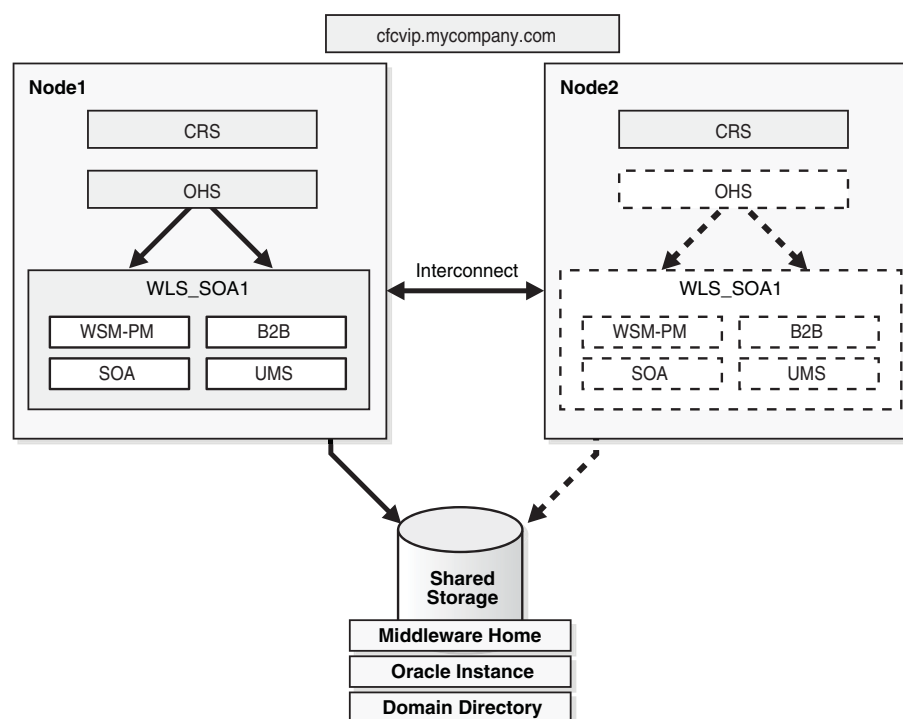 cfcvip.mycompany.com
Node1
CRS
OHS
WLS_SOA1
WSM-PM
B2B
SOA
UMS
Interconnect
Node2
CRS
OHS
WLS_SOA1
WSM-PM
B2B
SOA
UMS
Shared
Storage
Middleware Home
Oracle Instance
Domain Directory